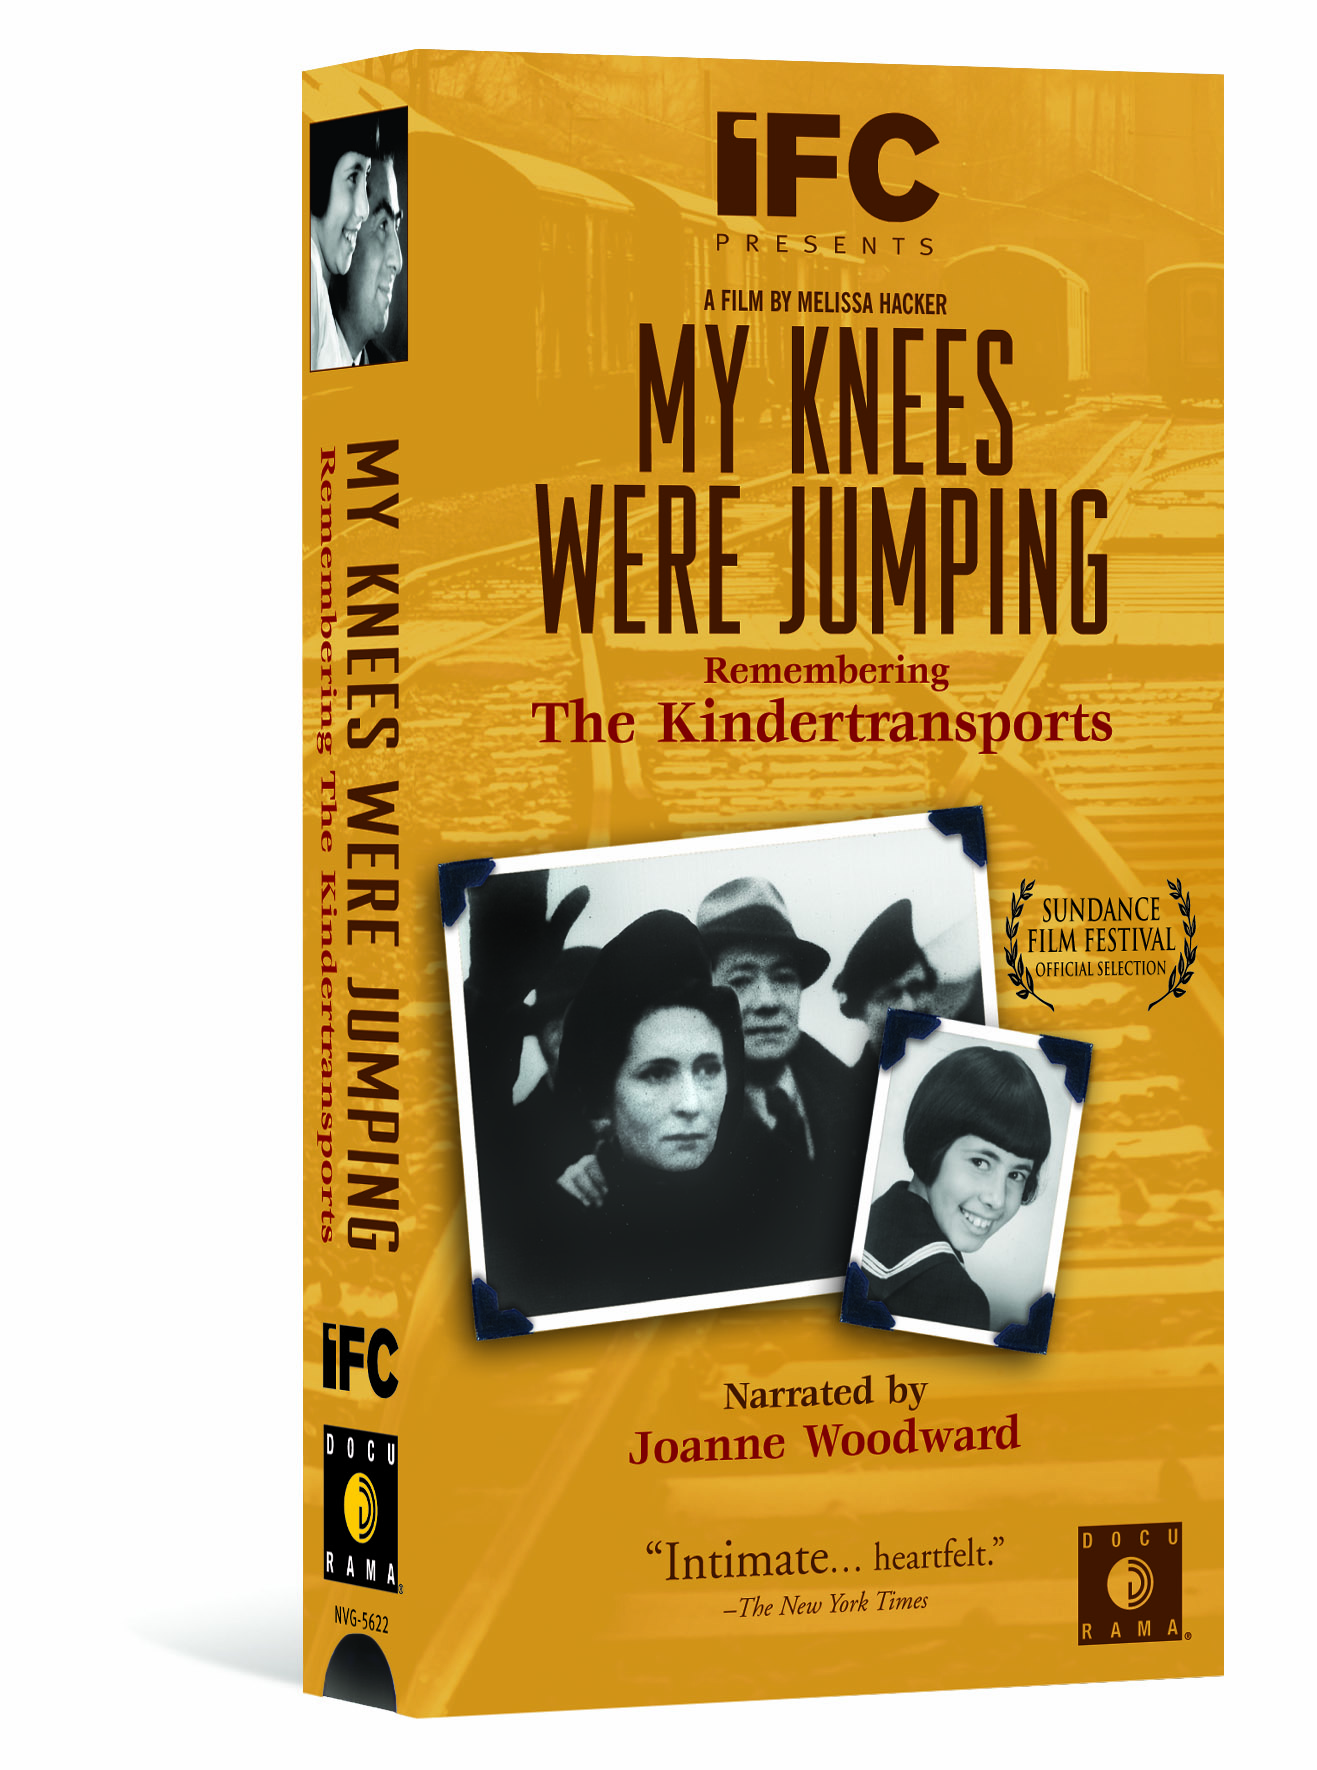 iFC
PRESENTS
A FILM BY MELISSA HACKER
MY KNEES
WERE JUMPING
Remembering
The Kindertransports
SUNDANCE
FILM FESTIVAL
OFFICIAL SELECTION
Narrated by
Joanne Woodward
“Intimate... heartfelt.”
–The New York Times
DOCU
RAMA®
MY KNEES WERE JUMPING
Remembering The Kindertransports
iFC
DOCU
RAMA®
NVG-5622